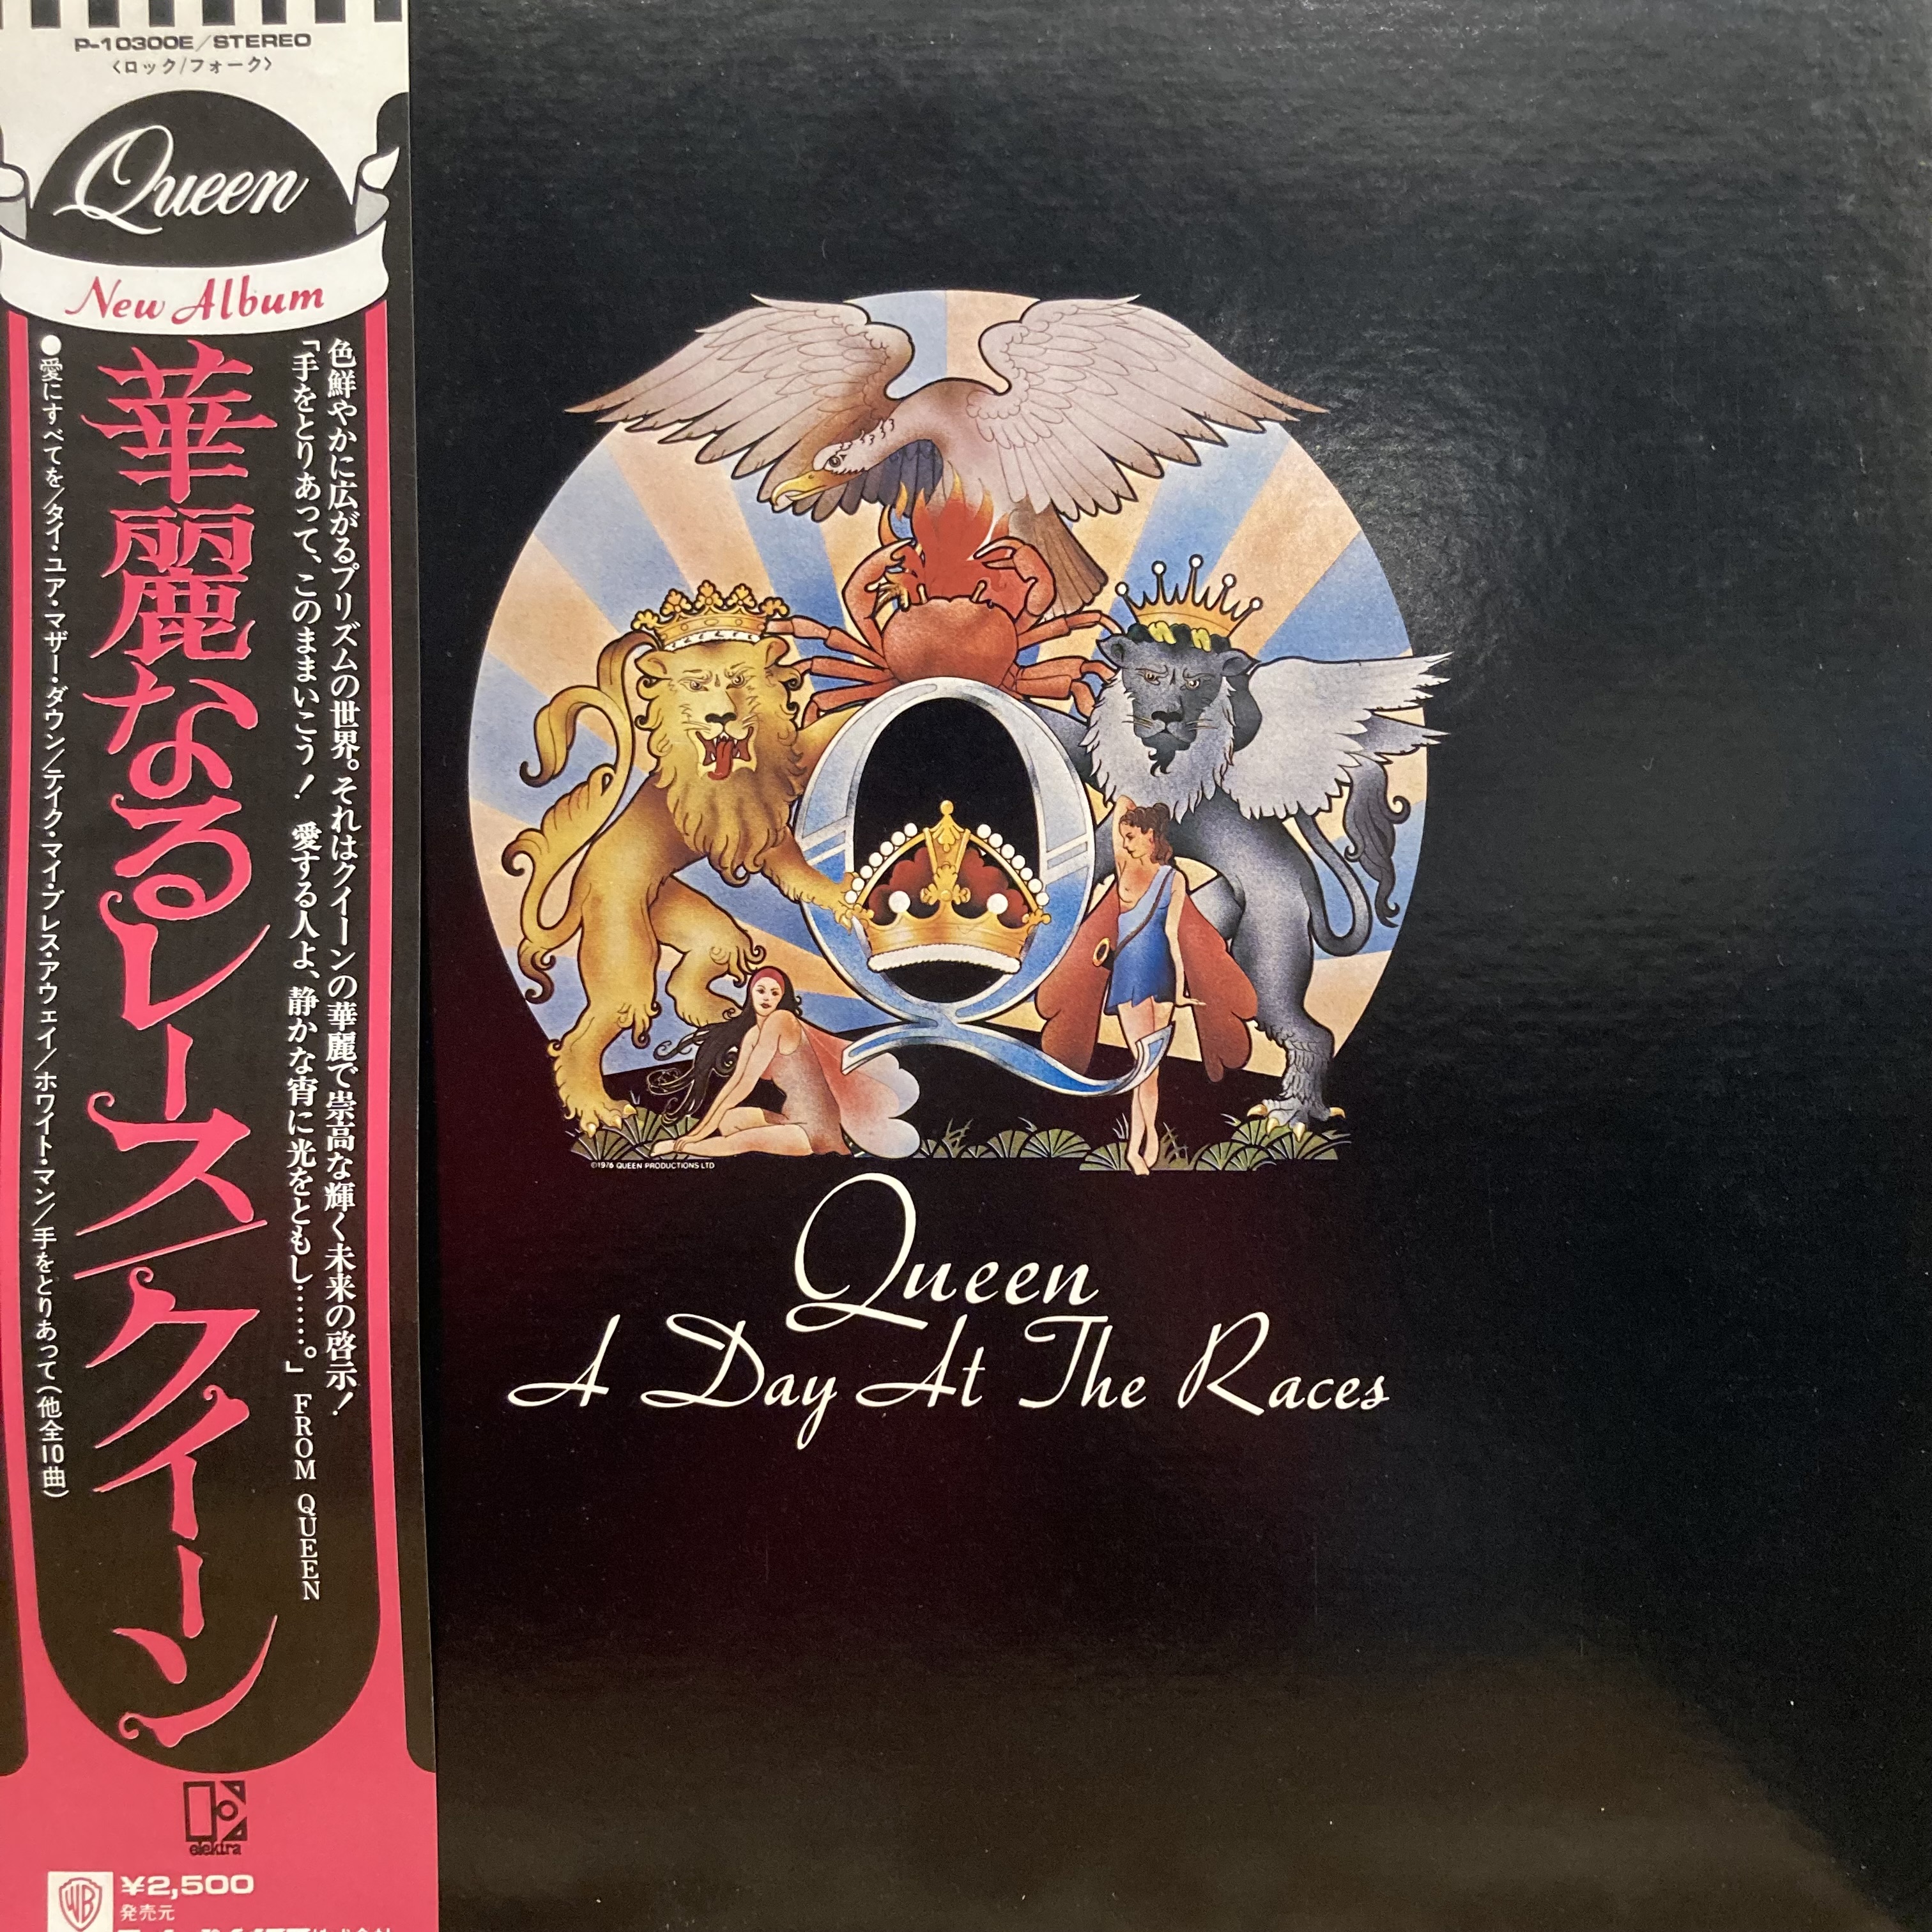 P-10300E/STEREO
〈ロック/フォーク〉
Queen
New Album
色鮮やかに広がるプリズムの世界。それはクイーンの華麗で崇高な輝く未来の啓示!
「手をとりあって、このままいこう! 愛する人よ、静かな宵に光をともし……。」 FROM QUEEN
華麗なるレース/クイーン
●愛にすべてを/タイ・ユア・マザー・ダウン/テイク・マイ・ブレス・アウェイ/ホワイト・マン/手をとりあって(他全10曲)
elektra
WB
¥2,500
発売元
©1976 QUEEN PRODUCTIONS LTD
Queen
A Day At The Races